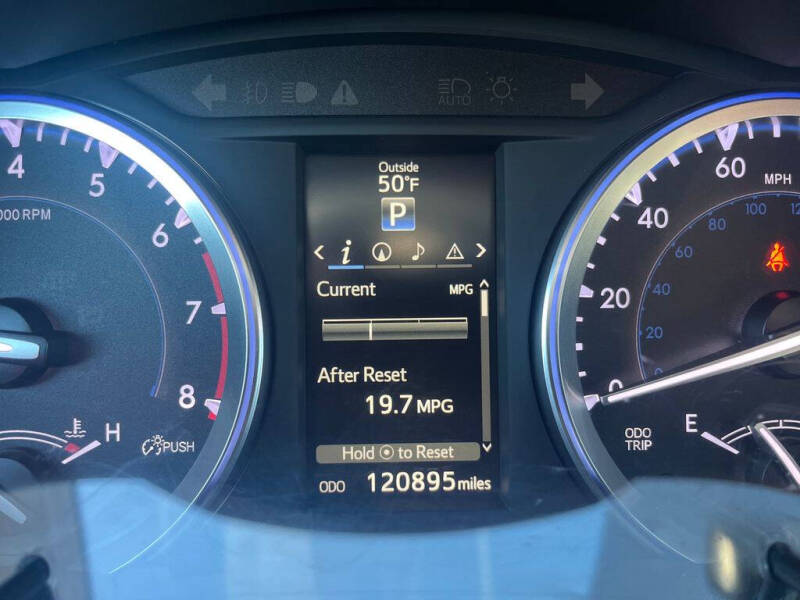 AUTO
4
5
6
7
8
000 RPM
H
PUSH
Outside
50°F
P
i
Current MPG
After Reset
19.7 MPG
Hold to Reset
ODO 120895 miles
60
MPH
40
20
0
100
80
60
40
20
0
E
ODO
TRIP